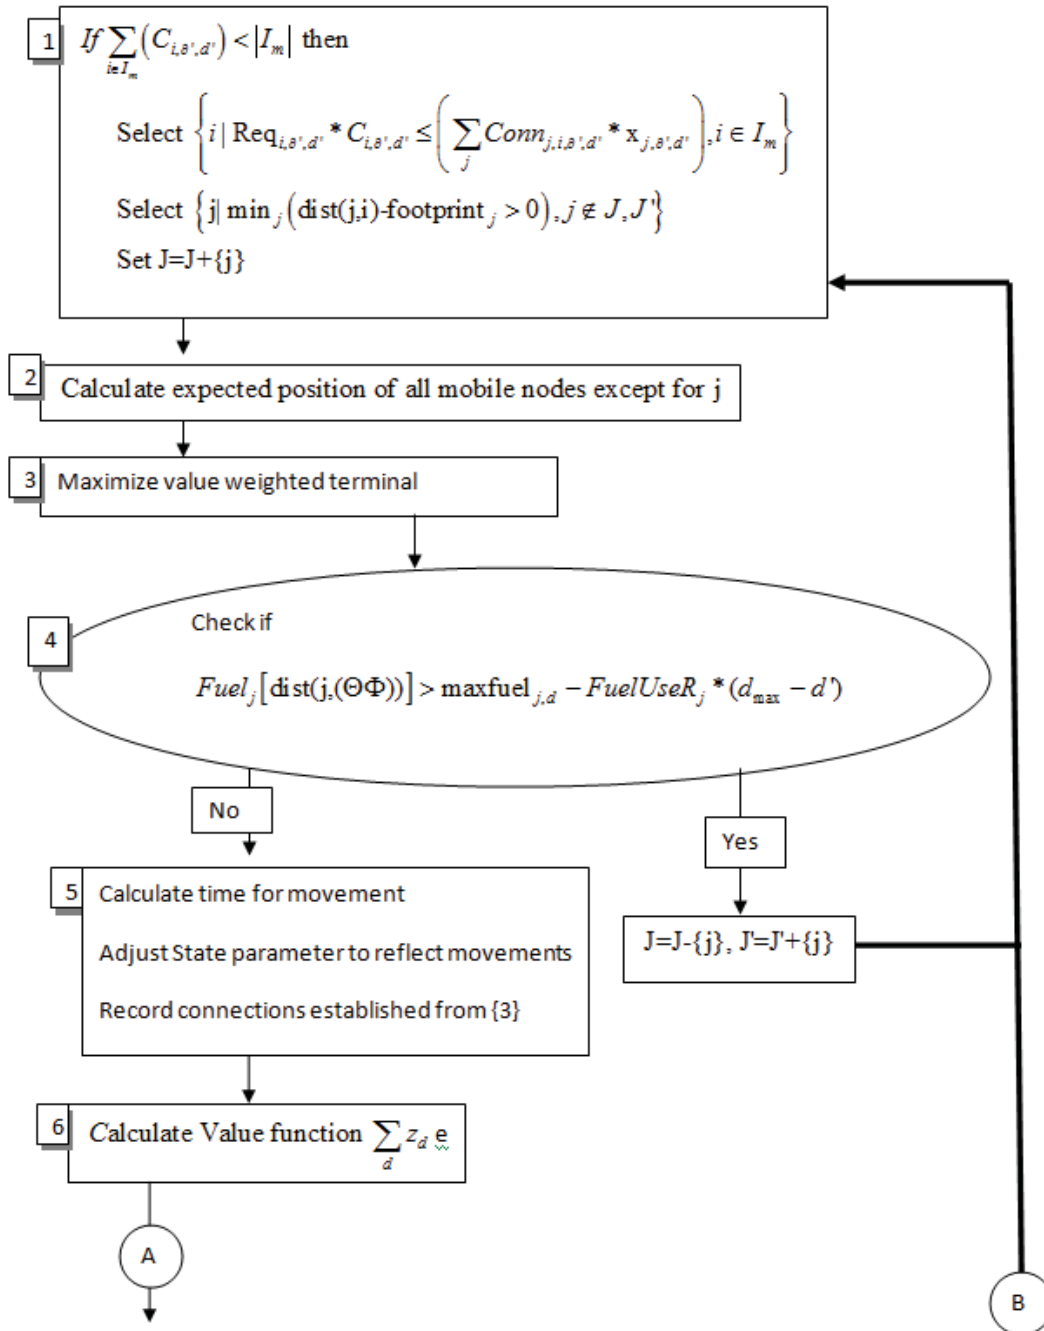 1
If ∑_{i∈I_m} (C_{i,∂',d'}) < |I_m| then
Select { i | Req_{i,∂',d'} * C_{i,∂',d'} ≤ ( ∑_j Conn_{j,i,∂',d'} * x_{j,∂',d'} ), i ∈ I_m }
Select { j | min_j (dist(j,i)-footprint_j > 0), j ∉ J, J' }
Set J=J+{j}
2
Calculate expected position of all mobile nodes except for j
3
Maximize value weighted terminal
4
Check if
Fuel_j [dist(j,(ΘΦ))] > maxfuel_{j,d} − FuelUseR_j * (d_max − d')
No
Yes
5
Calculate time for movement
Adjust State parameter to reflect movements
Record connections established from {3}
J=J-{j}, J'=J'+{j}
6
Calculate Value function ∑_d z_d e
A
B